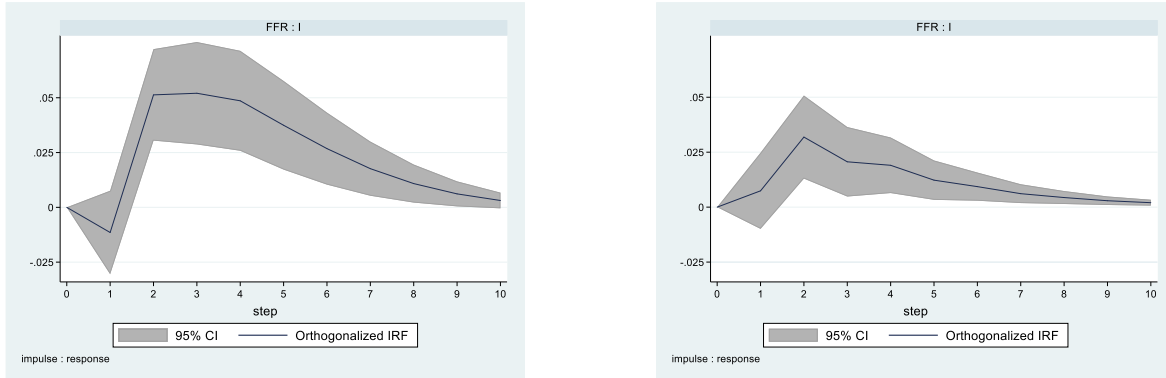 FFR : I
.05
.025
0
-.025
0 1 2 3 4 5 6 7 8 9 10
step
95% CI Orthogonalized IRF
impulse : response
FFR : I
.05
.025
0
-.025
0 1 2 3 4 5 6 7 8 9 10
step
95% CI Orthogonalized IRF
impulse : response